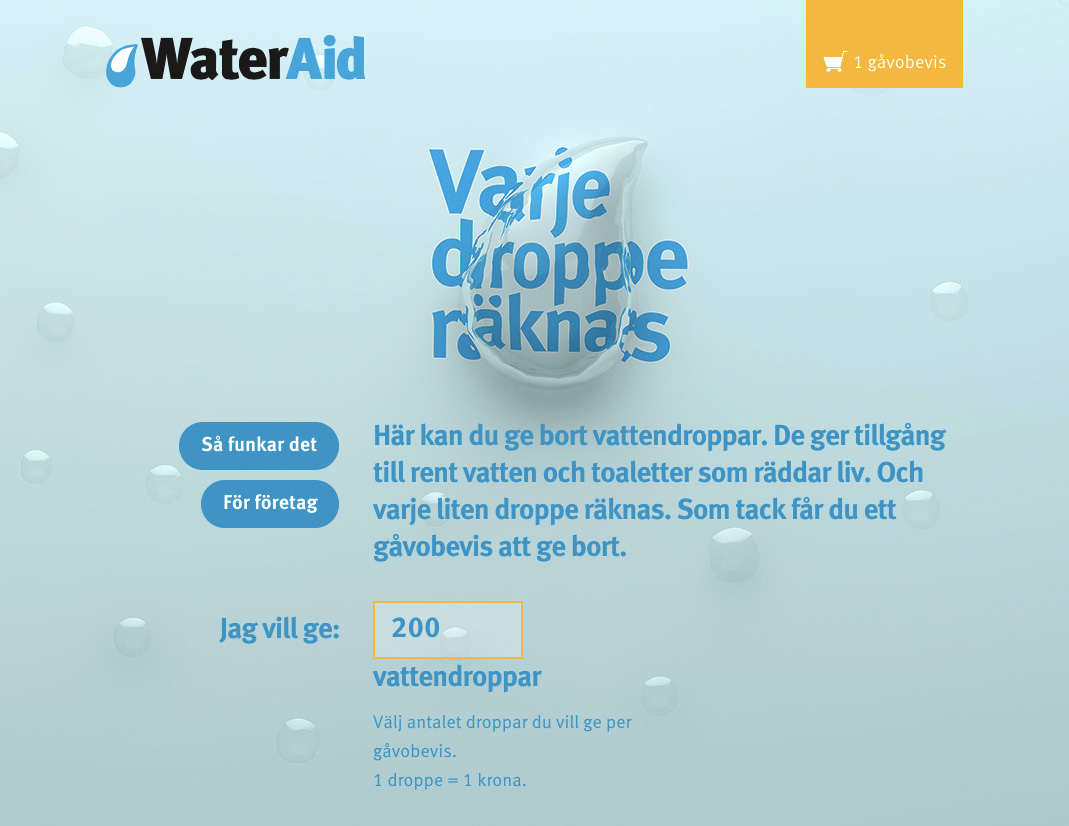 WaterAid
1 gåvobevis
Varje
droppe
räknas
Så funkar det
För företag
Här kan du ge bort vattendroppar. De ger tillgång
till rent vatten och toaletter som räddar liv. Och
varje liten droppe räknas. Som tack får du ett
gåvobevis att ge bort.
Jag vill ge:
200
vattendroppar
Välj antalet droppar du vill ge per
gåvobevis.
1 droppe = 1 krona.